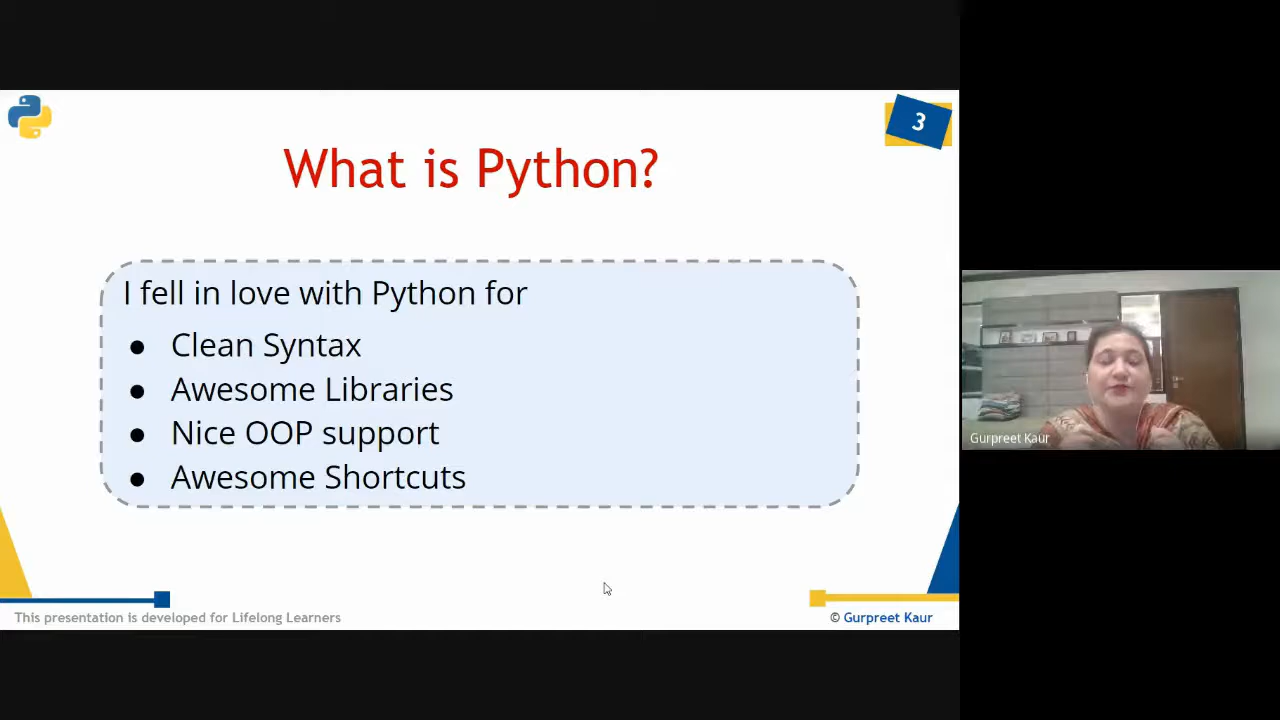 3
What is Python?
I fell in love with Python for
● Clean Syntax
● Awesome Libraries
● Nice OOP support
● Awesome Shortcuts
This presentation is developed for Lifelong Learners
© Gurpreet Kaur
Gurpreet Kaur